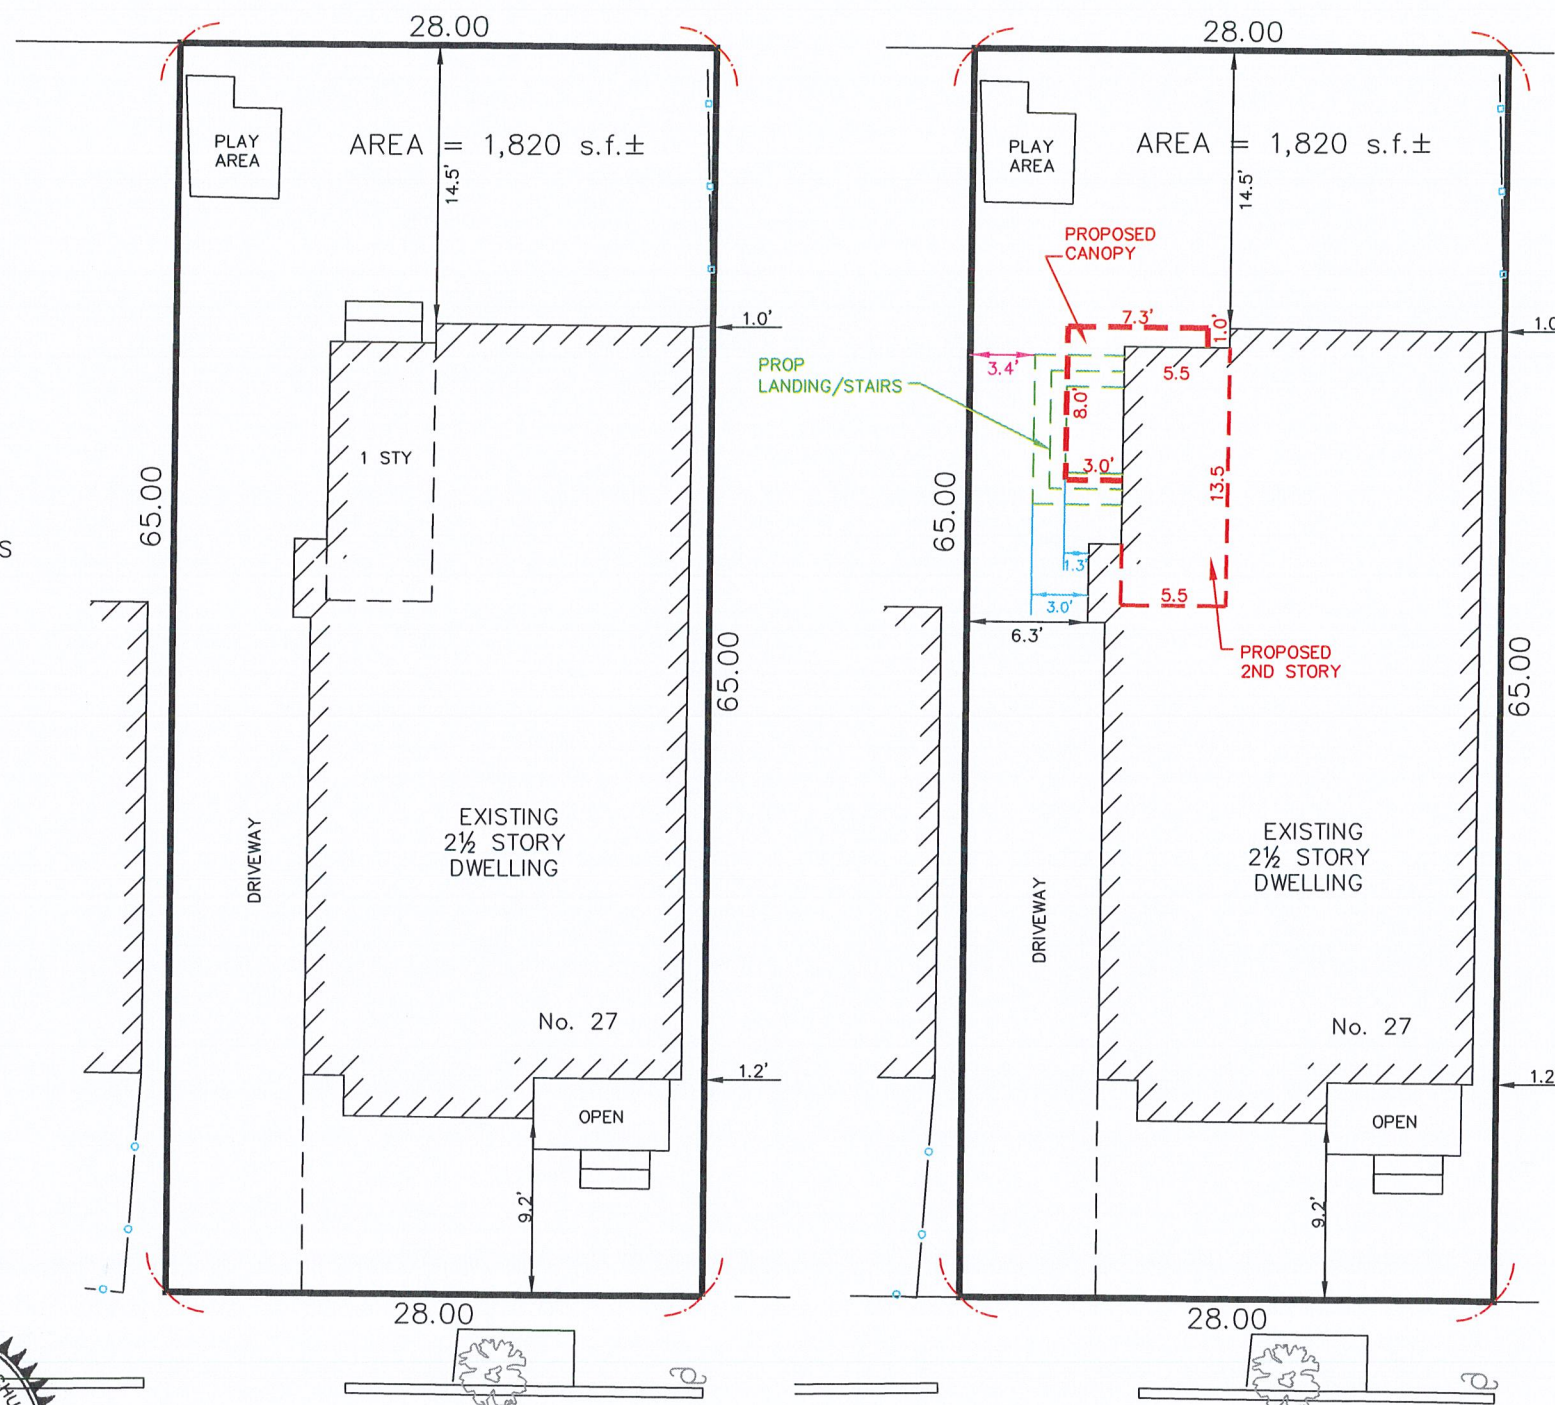 28.00
PLAY
AREA
AREA = 1,820 s.f.±
14.5'
1.0'
1 STY
65.00
S
65.00
EXISTING
2½ STORY
DWELLING
DRIVEWAY
No. 27
1.2'
OPEN
9.2'
28.00
28.00
PLAY
AREA
AREA = 1,820 s.f.±
14.5'
PROPOSED
CANOPY
7.3'
1.0'
1.0
3.4'
5.5
PROP
LANDING/STAIRS
8.0'
3.0'
13.5
65.00
1.3'
3.0'
5.5
6.3'
PROPOSED
2ND STORY
65.00
EXISTING
2½ STORY
DWELLING
DRIVEWAY
No. 27
1.2
OPEN
9.2'
28.00